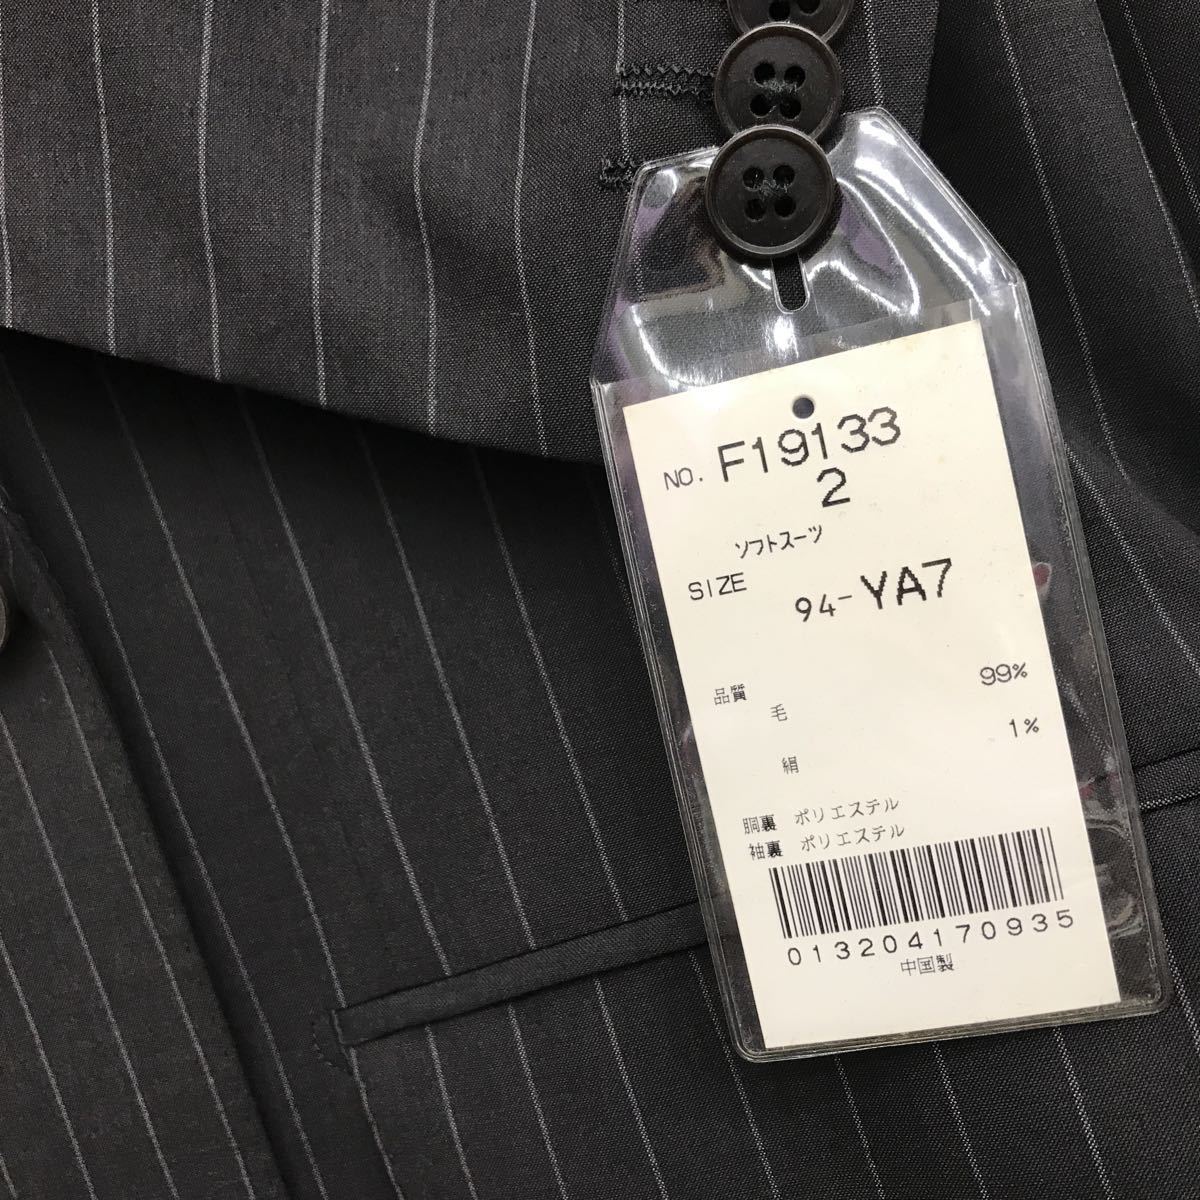 NO. F19133
2
ソフトスーツ
SIZE 94-YA7
品質 99%
毛
1%
絹
胴裏 ポリエステル
袖裏 ポリエステル
013204170935
中国製